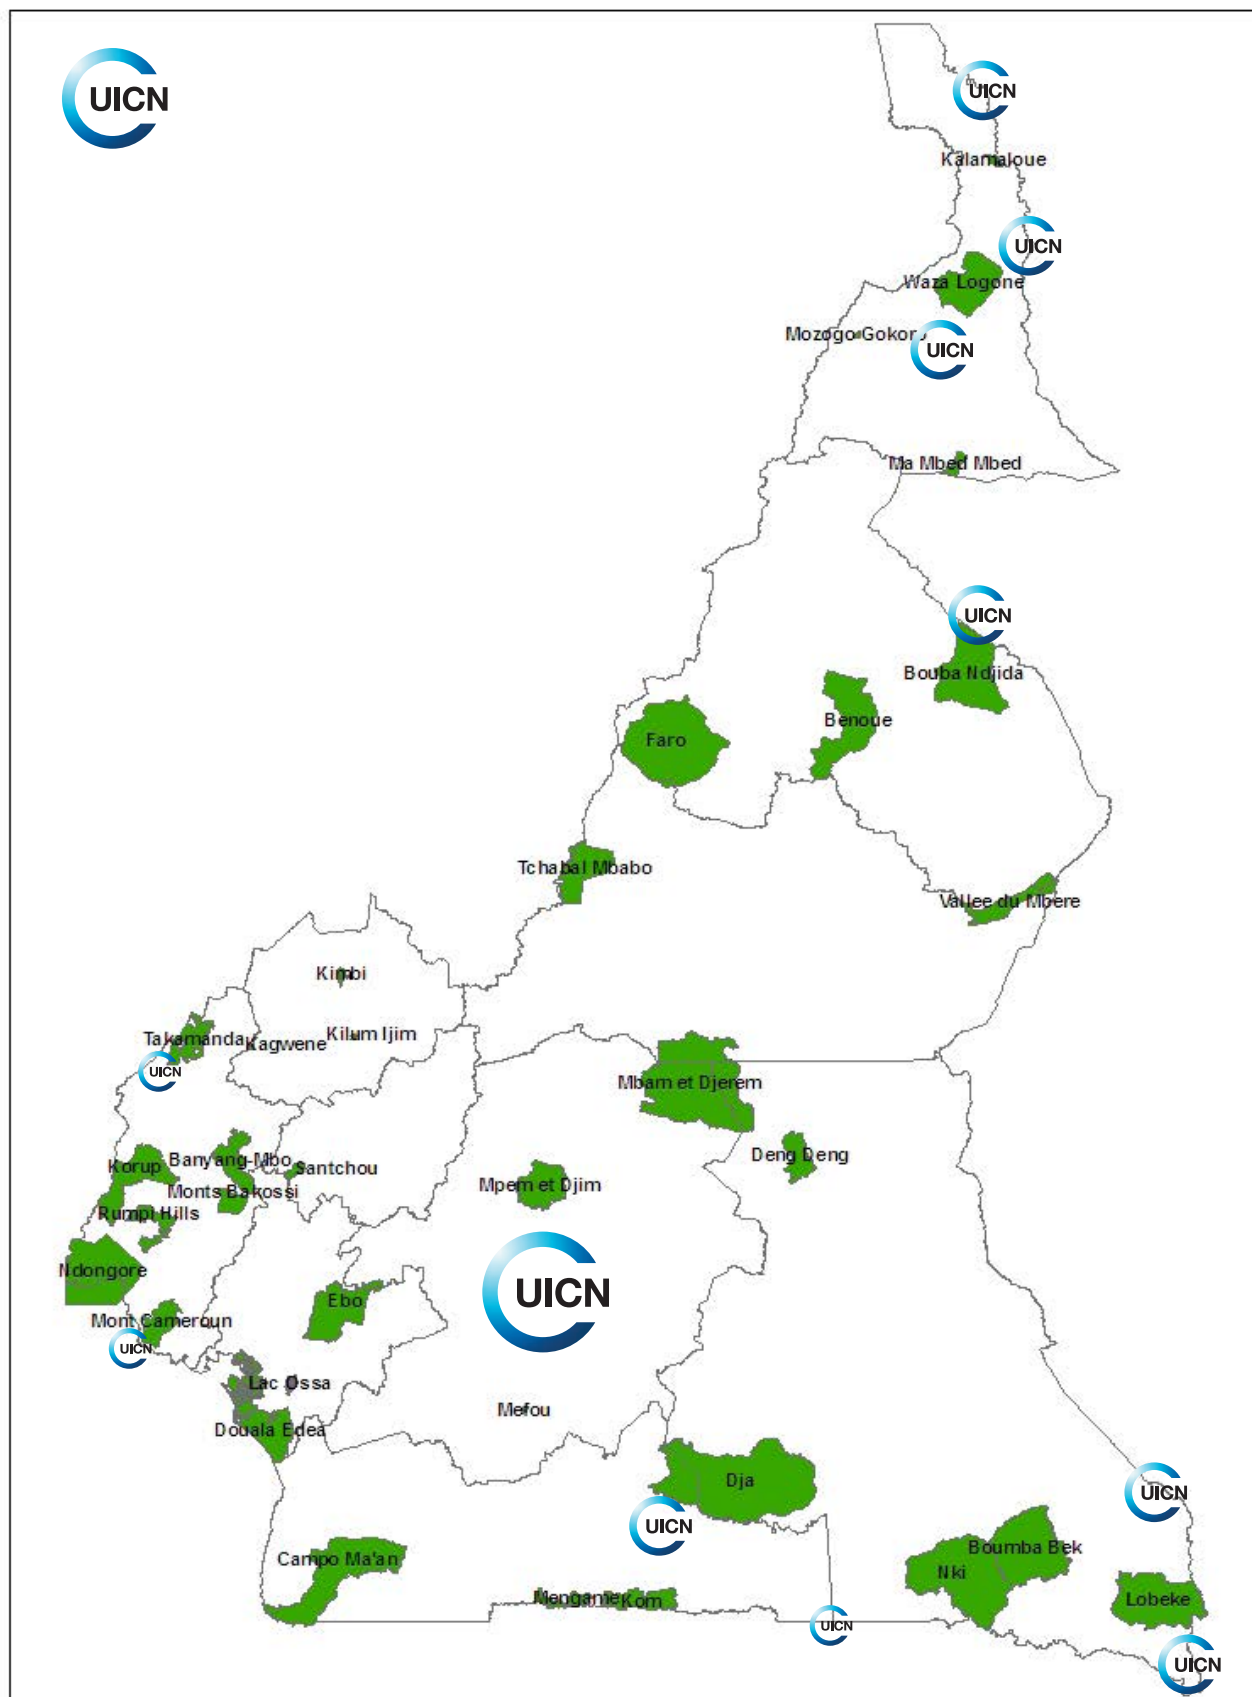 UICN
UICN
Kalamaloue
UICN
Waza Logone
Mozogo Gokoro
UICN
Ma Mbed Mbed
UICN
Bouba Ndjida
Benoue
Faro
Tchabal Mbabo
Vallee du Mbere
Kimbi
Takamanda
Kagwene
Kilum Ijim
UICN
Mbam et Djerem
Banyang-Mbo
Deng Deng
Korup
Santchou
Mpem et Djim
Monts Bakossi
Rumpi Hills
Ndongore
UICN
Ebo
Mont Cameroun
UICN
Lac Ossa
Mefou
Douala Edea
Dja
UICN
UICN
Campo Ma'an
Boumba Bek
Nki
Mengame
Kom
Lobeke
UICN
UICN